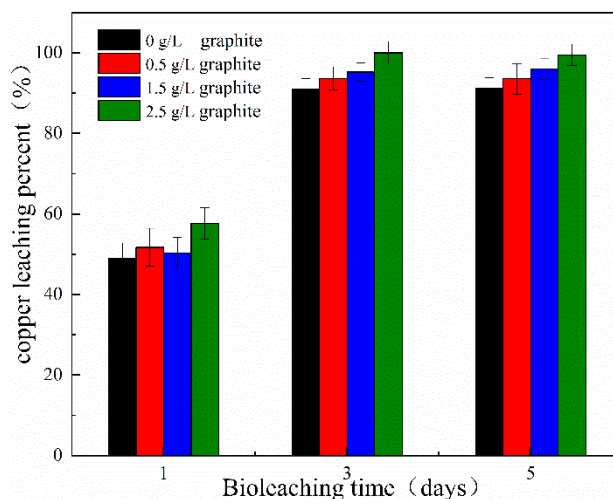 0 g/L graphite
0.5 g/L graphite
1.5 g/L graphite
2.5 g/L graphite
copper leaching percent（%）
100
80
60
40
20
0
1 3 5
Bioleaching time（days）